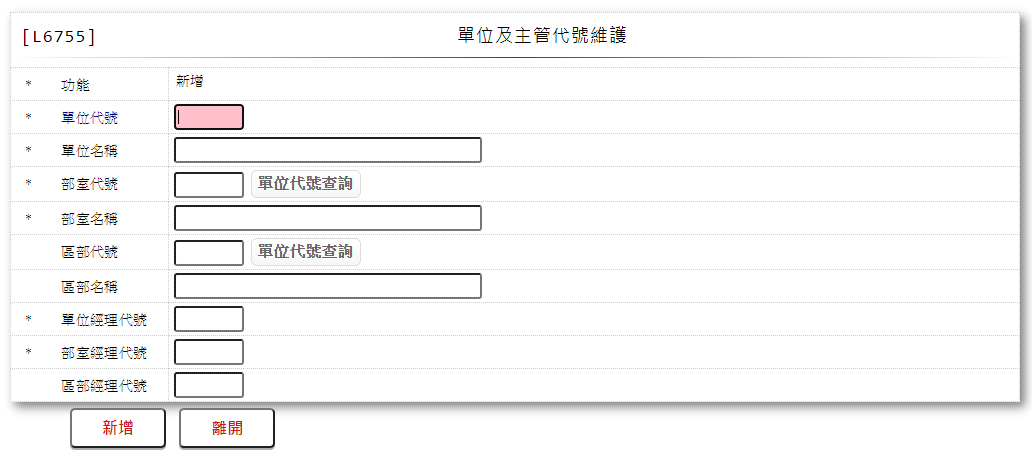 [L6755] 單位及主管代號維護
* 功能 新增
* 單位代號
* 單位名稱
* 部室代號 單位代號查詢
* 部室名稱
區部代號 單位代號查詢
區部名稱
* 單位經理代號
* 部室經理代號
區部經理代號
新增 離開